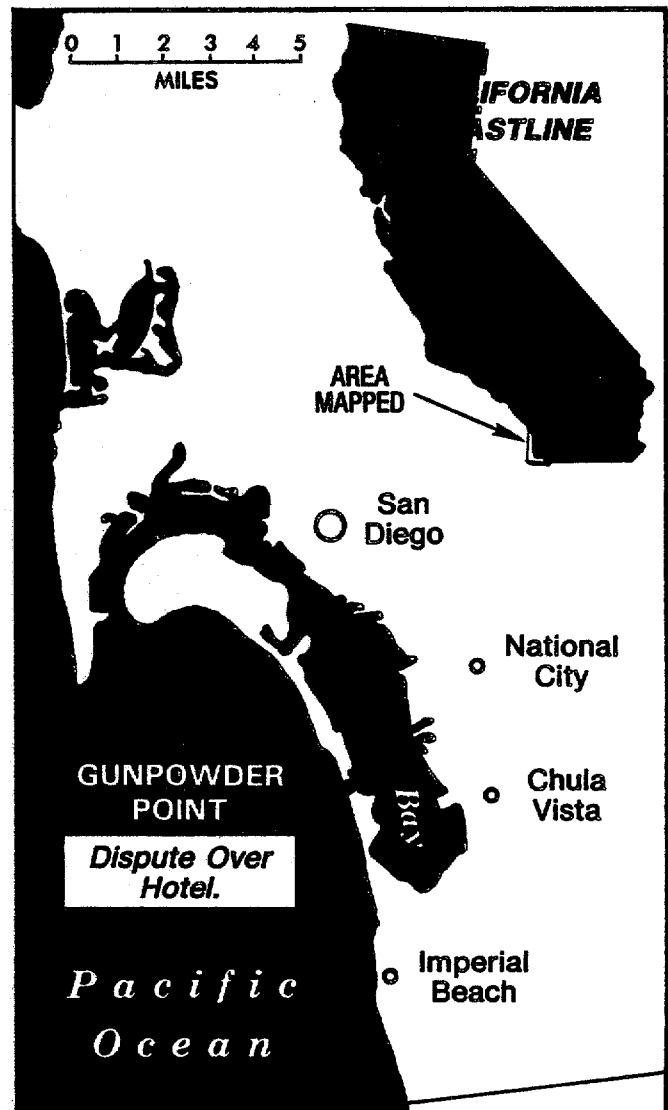 0 1 2 3 4 5
MILES
IFORNIA
ASTLINE
AREA
MAPPED
San
Diego
National
City
GUNPOWDER
POINT
Chula
Vista
Bay
Dispute Over
Hotel.
Imperial
Beach
Pacific
Ocean